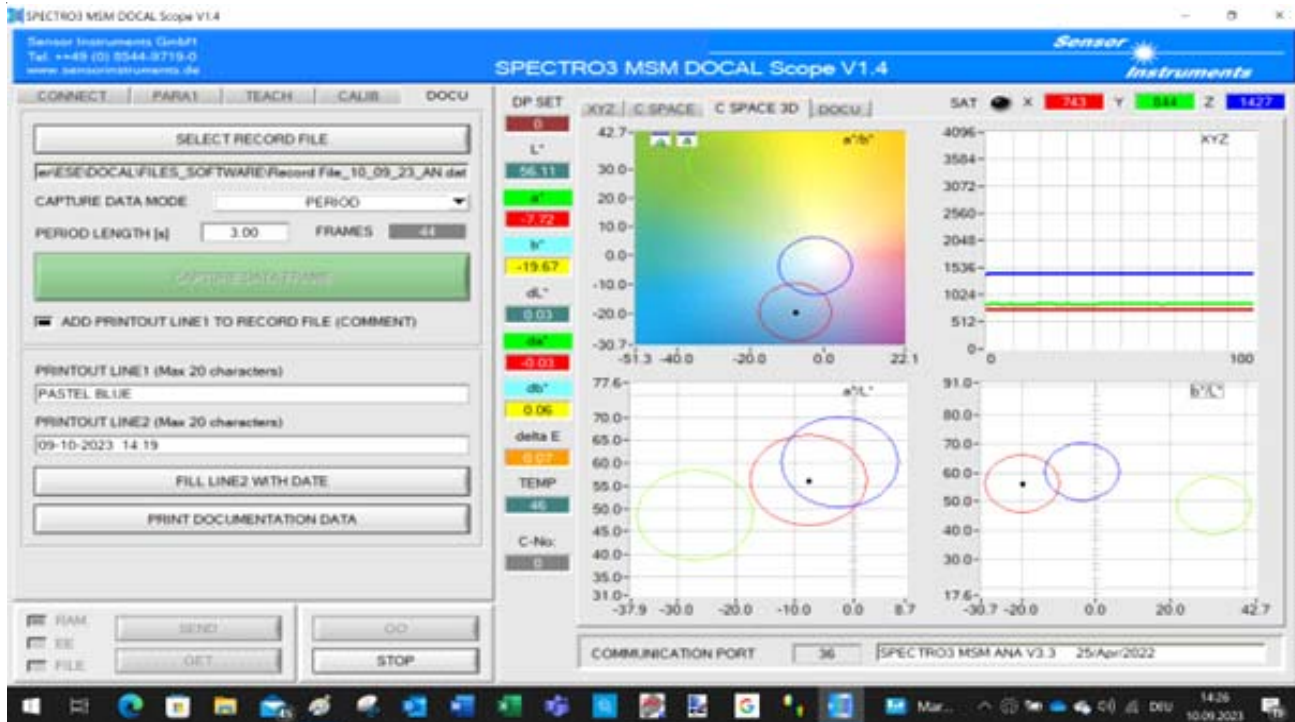 SPECTRO3 MSM DOCAL Scope V1.4
Sensor Instruments GmbH
Tel. ++49 (0) 8544-9719-0
www.sensorinstruments.de
SPECTRO3 MSM DOCAL Scope V1.4
Sensor
Instruments
CONNECT PARA1 TEACH CALIB DOCU
SELECT RECORD FILE
er\ESE\DOCAL\FILES_SOFTWARE\Record File_10_09_23_AN.dat
CAPTURE DATA MODE PERIOD
PERIOD LENGTH [s] 3.00 FRAMES 44
CAPTURE DATA FRAME
ADD PRINTOUT LINE1 TO RECORD FILE (COMMENT)
PRINTOUT LINE1 (Max 20 characters)
PASTEL BLUE
PRINTOUT LINE2 (Max 20 characters)
09-10-2023 14:19
FILL LINE2 WITH DATE
PRINT DOCUMENTATION DATA
RAM
EE
FILE
SEND GO
GET STOP
DP SET
0
L*
56.11
a*
-7.72
b*
-19.67
dL*
0.03
da*
-0.03
db*
0.06
delta E
0.07
TEMP
46
C-No:
0
XYZ C SPACE C SPACE 3D DOCU
SAT X 743 Y 844 Z 1427
a*/b*
42.7
30.0
20.0
10.0
0.0
-10.0
-20.0
-30.7
-51.3 -40.0 -20.0 0.0 22.1
XYZ
4096
3584
3072
2560
2048
1536
1024
512
0
0 100
a*/L*
77.6
70.0
65.0
60.0
55.0
50.0
45.0
40.0
35.0
31.0
-37.9 -30.0 -20.0 -10.0 0.0 8.7
b*/L*
91.0
80.0
70.0
60.0
50.0
40.0
30.0
17.6
-30.7 -20.0 0.0 20.0 42.7
COMMUNICATION PORT 36 SPECTRO3 MSM ANA V3.3 25/Apr/2022
Mar... DEU 14:26
10.09.2023